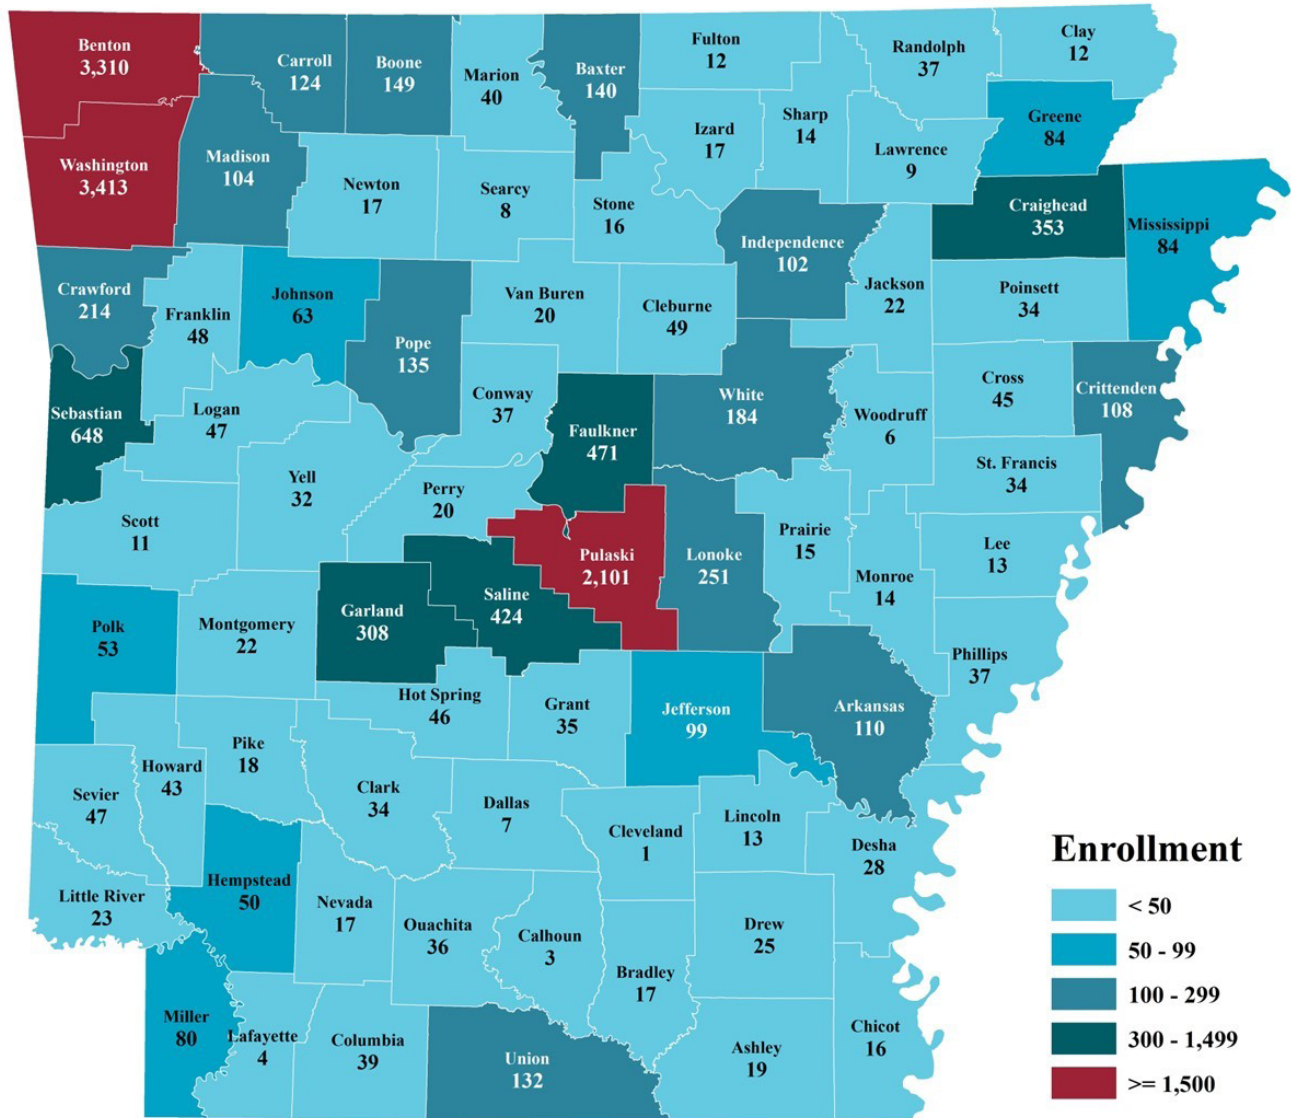 Benton
3,310
Carroll
124
Boone
149
Marion
40
Baxter
140
Fulton
12
Randolph
37
Clay
12
Washington
3,413
Madison
104
Newton
17
Searcy
8
Stone
16
Izard
17
Sharp
14
Lawrence
9
Greene
84
Craighead
353
Mississippi
84
Independence
102
Crawford
214
Franklin
48
Johnson
63
Pope
135
Van Buren
20
Cleburne
49
Jackson
22
Poinsett
34
Sebastian
648
Logan
47
Conway
37
Faulkner
471
White
184
Woodruff
6
Cross
45
Crittenden
108
St. Francis
34
Yell
32
Perry
20
Scott
11
Pulaski
2,101
Lonoke
251
Prairie
15
Monroe
14
Lee
13
Polk
53
Montgomery
22
Garland
308
Saline
424
Phillips
37
Hot Spring
46
Grant
35
Jefferson
99
Arkansas
110
Sevier
47
Howard
43
Pike
18
Clark
34
Dallas
7
Cleveland
1
Lincoln
13
Desha
28
Little River
23
Hempstead
50
Nevada
17
Ouachita
36
Calhoun
3
Bradley
17
Drew
25
Miller
80
Lafayette
4
Columbia
39
Union
132
Ashley
19
Chicot
16
Enrollment
< 50
50 - 99
100 - 299
300 - 1,499
>= 1,500